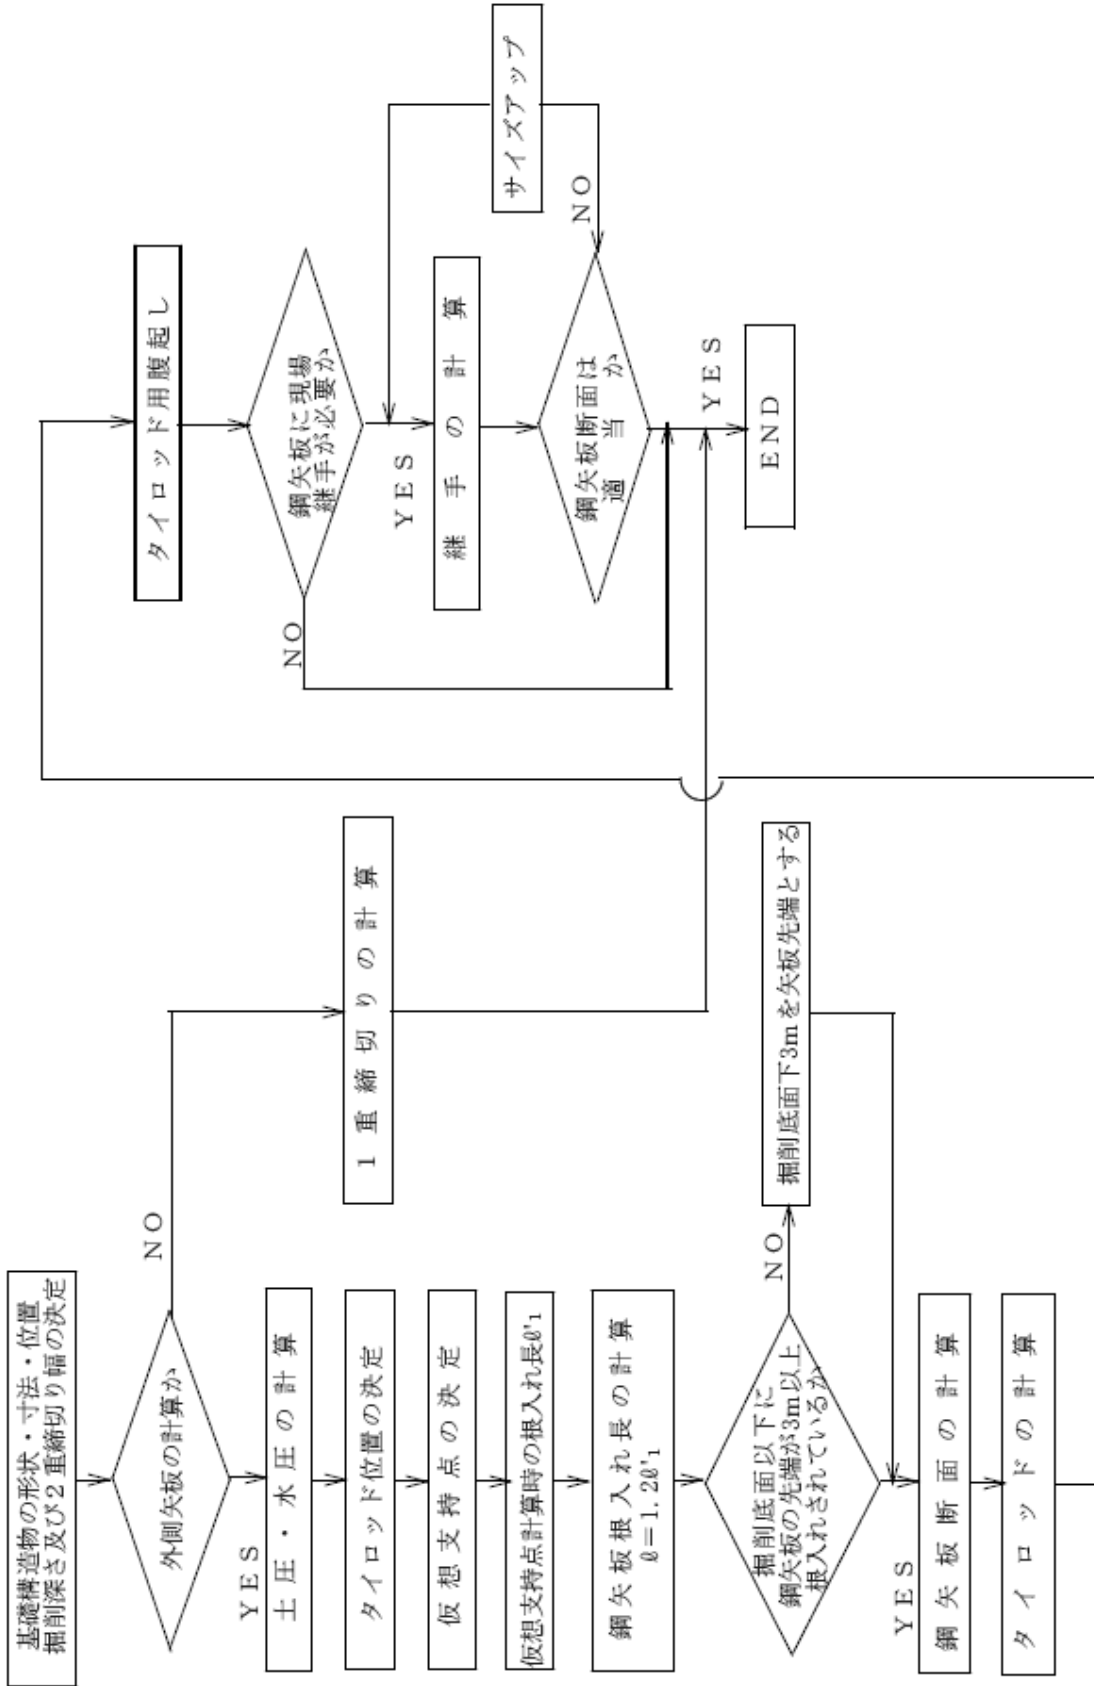 基礎構造物の形状・寸法・位置
掘削深さ及び2重締切り幅の決定
外側矢板の計算か
YES
NO
土圧・水圧の計算
タイロッド位置の決定
仮想支持点の決定
仮想支持点計算時の根入れ長ℓ'₁
鋼矢板根入れ長の計算
ℓ=1.2ℓ'₁
掘削底面以下に
鋼矢板の先端が3m以上
根入れされているか
YES
NO
鋼矢板断面の計算
タイロッドの計算
1重締切りの計算
掘削底面下3mを矢板先端とする
タイロッド用腹起し
鋼矢板に現場
継手が必要か
NO
YES
継手の計算
鋼矢板断面は
適当か
NO
サイズアップ
YES
END